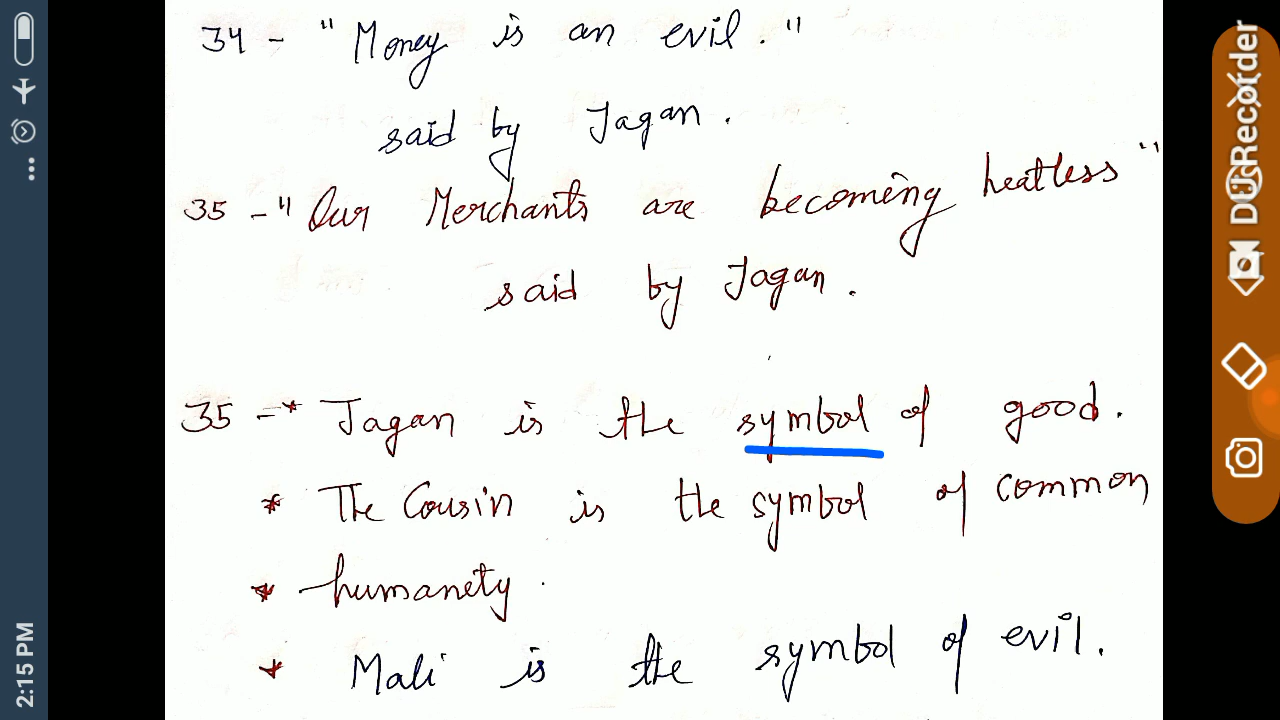 34 - "Money is an evil."
said by Jagan.
35 - "Our Merchants are becoming heatless"
said by Jagan.
35 - * Jagan is the symbol of good.
* The Cousin is the symbol of common
* humanety.
* Mali is the symbol of evil.
2:15 PM
DU Recorder